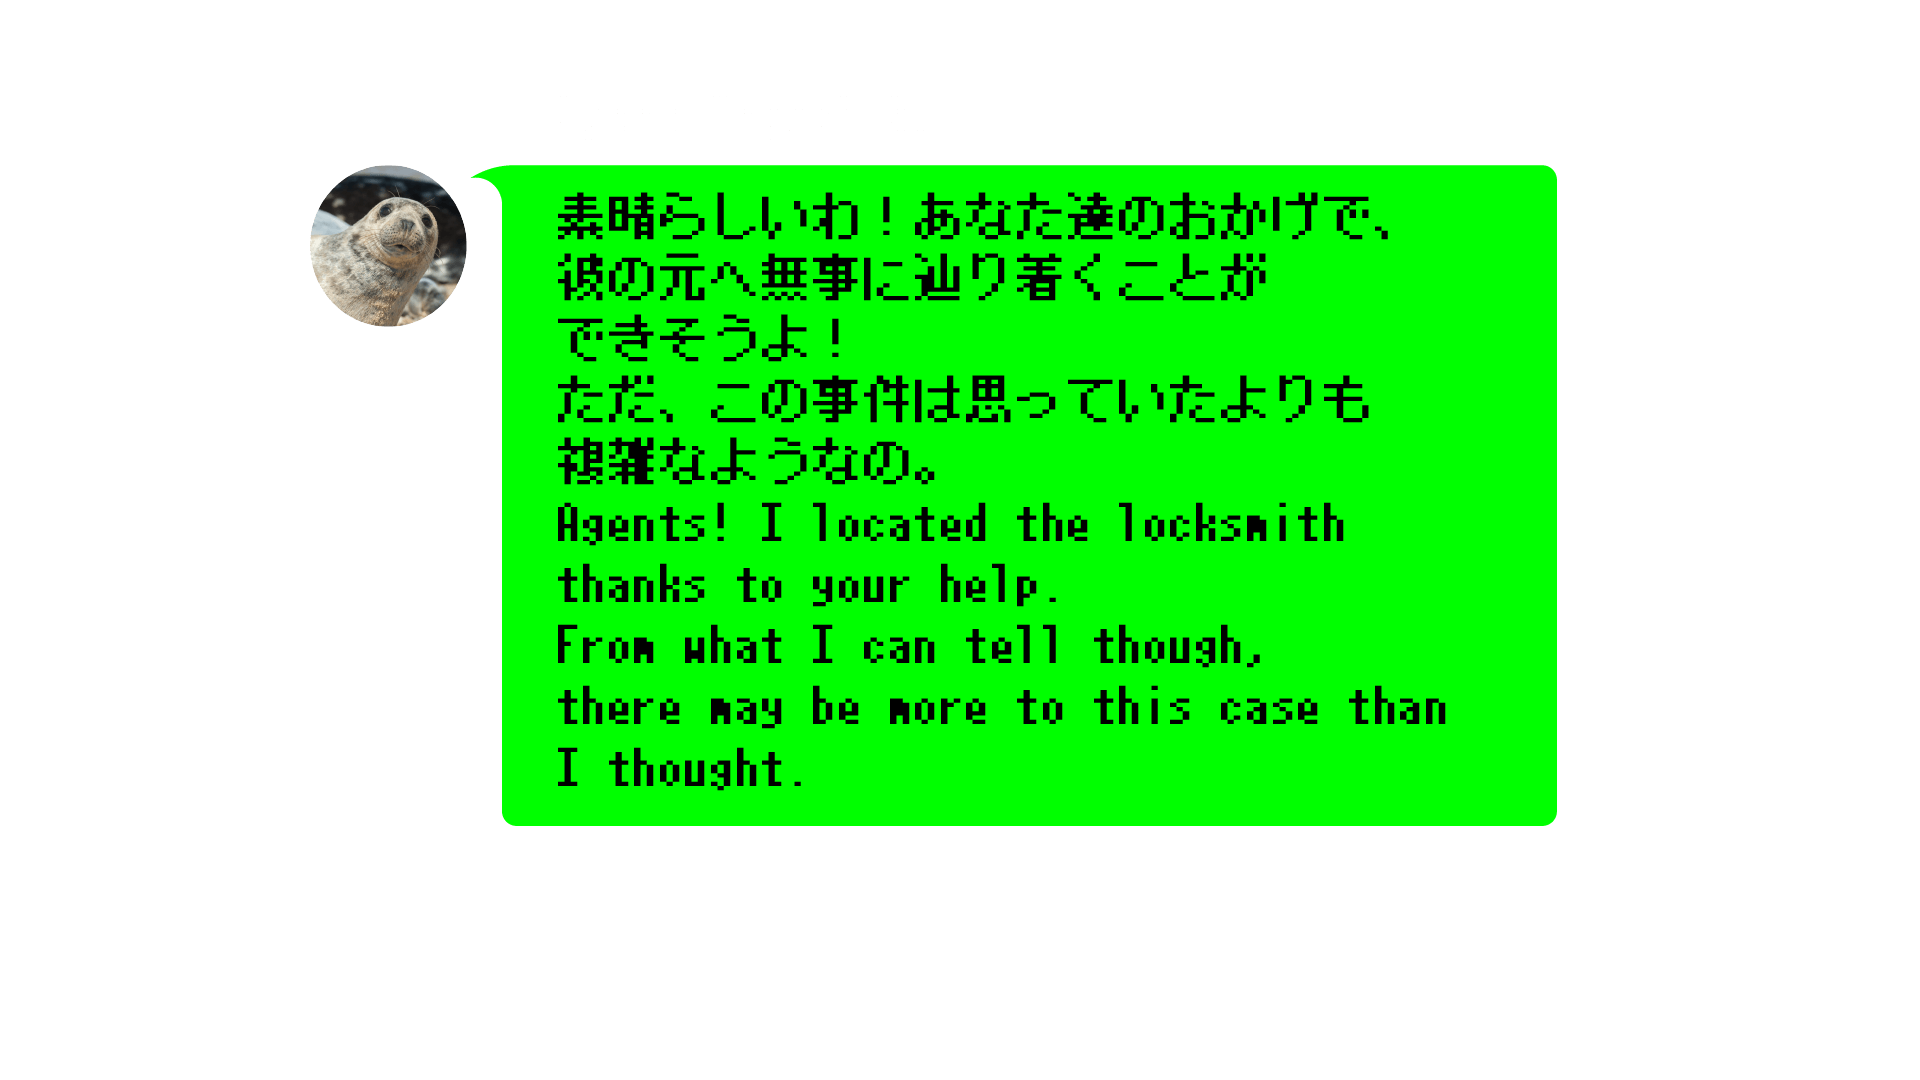 素晴らしいわ！あなた達のおかげで、
彼の元へ無事に辿り着くことが
できそうよ！
ただ、この事件は思っていたよりも
複雑なようなの。
Agents! I located the locksmith
thanks to your help.
From what I can tell though,
there may be more to this case than
I thought.